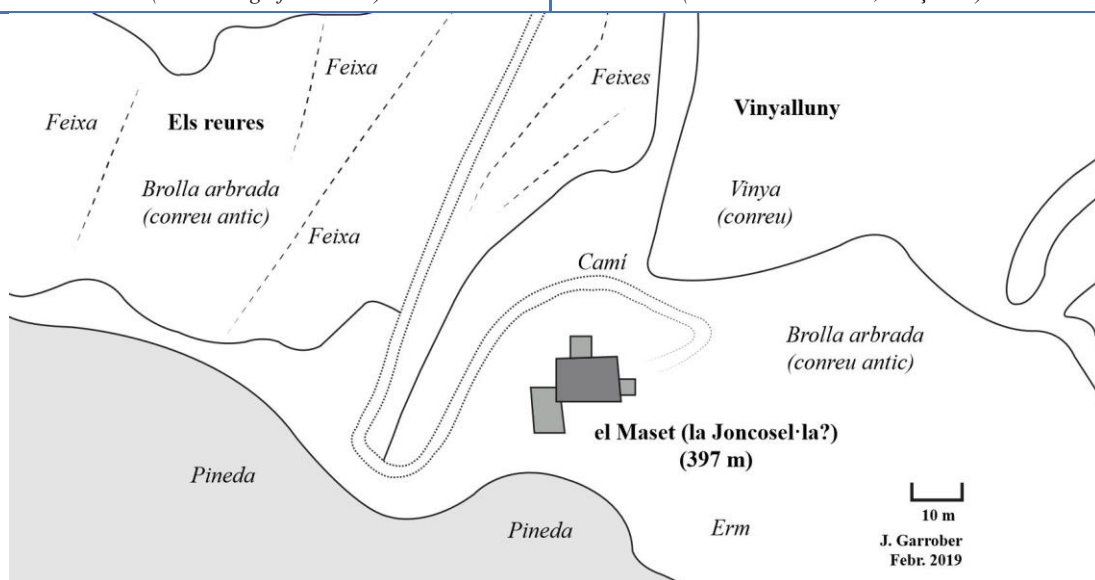 Feixa
Feixes
Feixa
Els reures
Vinyalluny
Brolla arbrada
(conreu antic)
Vinya
(conreu)
Feixa
Camí
Brolla arbrada
(conreu antic)
el Maset (la Joncosel·la?)
(397 m)
Pineda
Pineda
Erm
10 m
J. Garrober
Febr. 2019